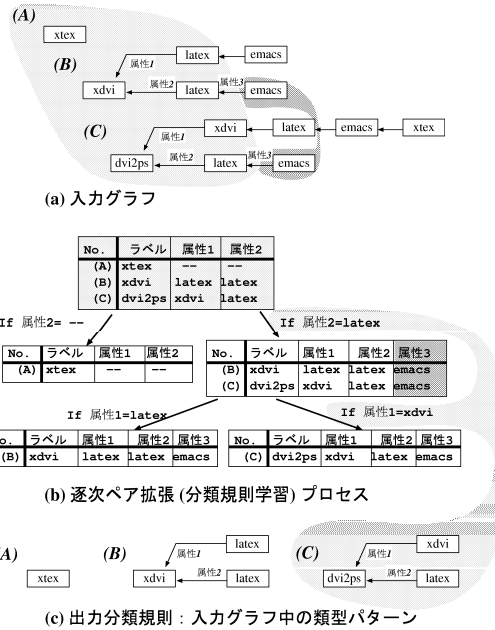 (A)
xtex
(B)
latex
emacs
属性1
xdvi
属性2
latex
属性3
emacs
(C)
xdvi
latex
emacs
xtex
属性1
dvi2ps
属性2
latex
属性3
emacs
(a) 入力グラフ
No. ラベル 属性1 属性2
(A) xtex -- --
(B) xdvi latex latex
(C) dvi2ps xdvi latex
If 属性2= --
If 属性2=latex
No. ラベル 属性1 属性2
(A) xtex -- --
No. ラベル 属性1 属性2 属性3
(B) xdvi latex latex emacs
(C) dvi2ps xdvi latex emacs
If 属性1=latex
If 属性1=xdvi
No. ラベル 属性1 属性2 属性3
(B) xdvi latex latex emacs
No. ラベル 属性1 属性2 属性3
(C) dvi2ps xdvi latex emacs
(b) 逐次ペア拡張 (分類規則学習) プロセス
(A)
xtex
(B)
latex
属性1
xdvi
属性2
latex
(C)
xdvi
属性1
dvi2ps
属性2
latex
(c) 出力分類規則：入力グラフ中の類型パターン